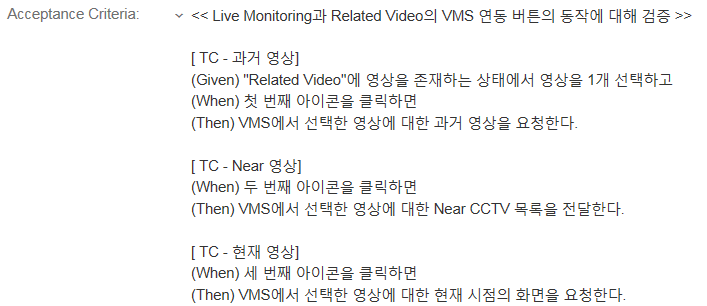 Acceptance Criteria: << Live Monitoring과 Related Video의 VMS 연동 버튼의 동작에 대해 검증 >>
[ TC - 과거 영상]
(Given) "Related Video"에 영상을 존재하는 상태에서 영상을 1개 선택하고
(When) 첫 번째 아이콘을 클릭하면
(Then) VMS에서 선택한 영상에 대한 과거 영상을 요청한다.
[ TC - Near 영상]
(When) 두 번째 아이콘을 클릭하면
(Then) VMS에서 선택한 영상에 대한 Near CCTV 목록을 전달한다.
[ TC - 현재 영상]
(When) 세 번째 아이콘을 클릭하면
(Then) VMS에서 선택한 영상에 대한 현재 시점의 화면을 요청한다.